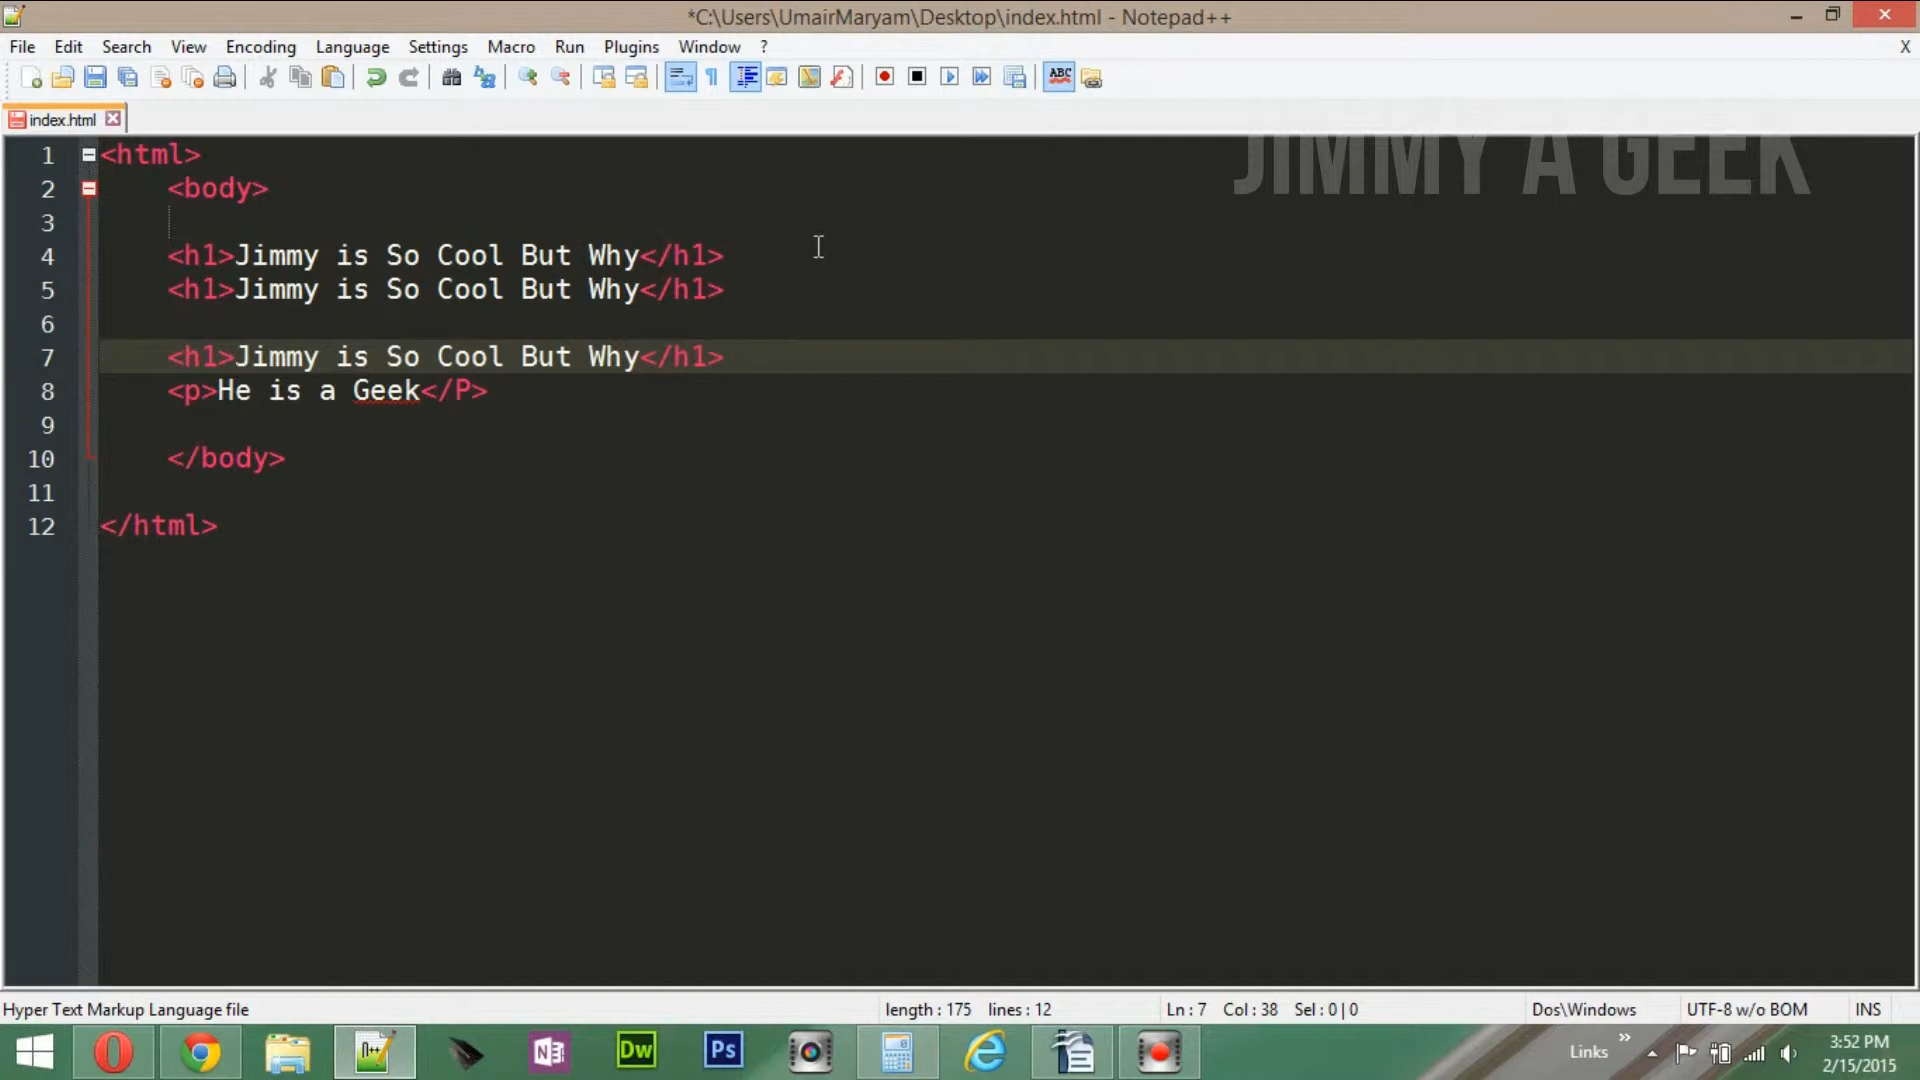 *C:\Users\UmairMaryam\Desktop\index.html - Notepad++
File Edit Search View Encoding Language Settings Macro Run Plugins Window ? X
ABC
index.html
JIMMY A GEEK
1 <html>
2 <body>
3
4 <h1>Jimmy is So Cool But Why</h1>
5 <h1>Jimmy is So Cool But Why</h1>
6
7 <h1>Jimmy is So Cool But Why</h1>
8 <p>He is a Geek</P>
9
10 </body>
11
12 </html>
Hyper Text Markup Language file length : 175 lines : 12 Ln : 7 Col : 38 Sel : 0 | 0 Dos\Windows UTF-8 w/o BOM INS
N Dw Ps Links 3:52 PM
2/15/2015